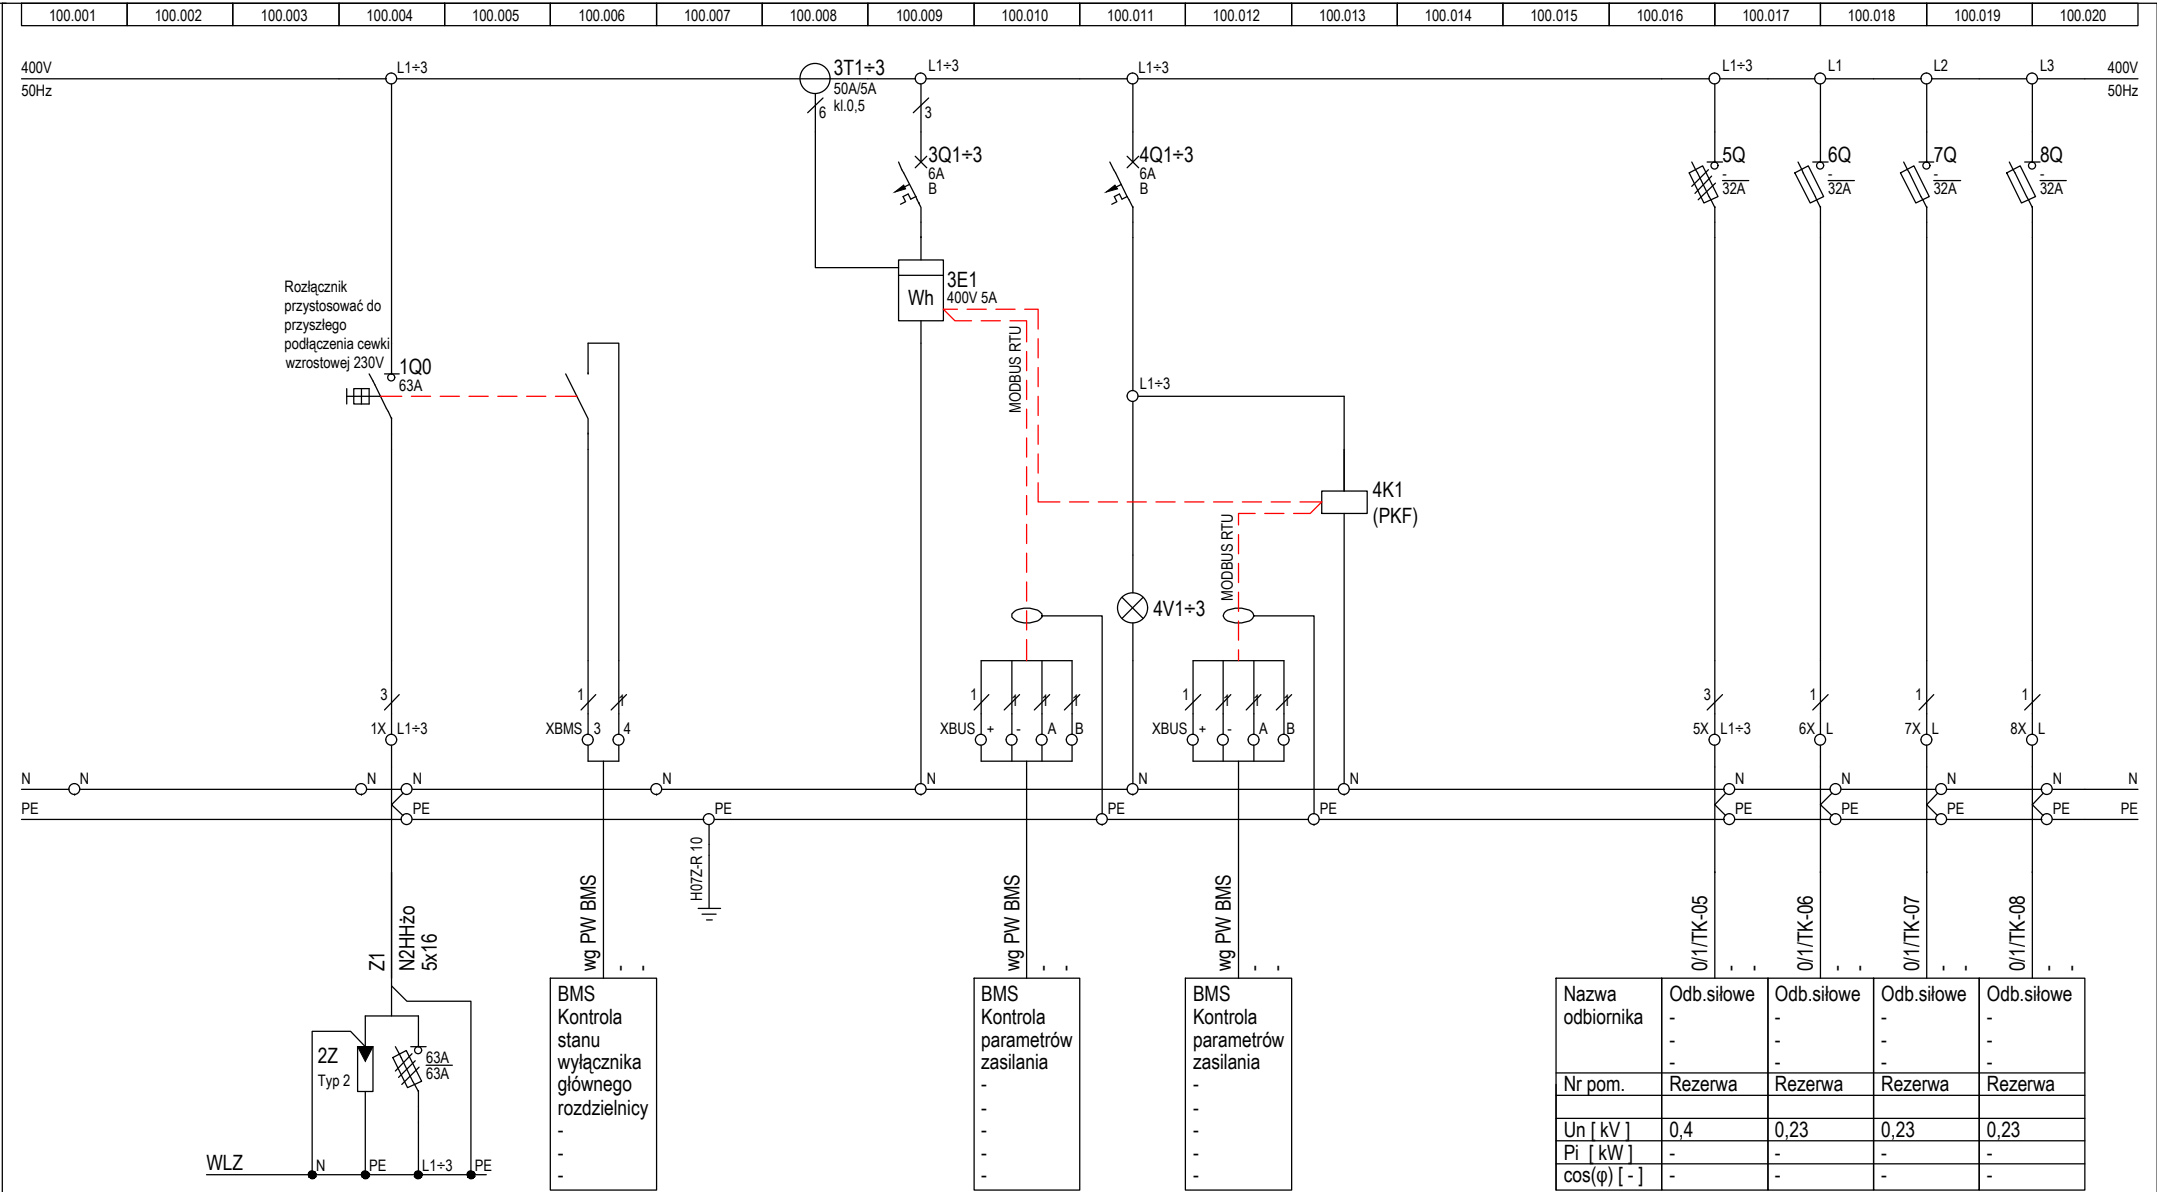 100.001 100.002 100.003 100.004 100.005 100.006 100.007 100.008 100.009 100.010 100.011 100.012 100.013 100.014 100.015 100.016 100.017 100.018 100.019 100.020
400V
50Hz
L1÷3
3T1÷3
50A/5A
kl.0,5
6
L1÷3
3
L1÷3
L1÷3
L1
L2
L3
400V
50Hz
3Q1÷3
6A
B
4Q1÷3
6A
B
5Q
-
32A
6Q
-
32A
7Q
-
32A
8Q
-
32A
3E1
400V 5A
Wh
Rozłącznik
przystosować do
przyszłego
podłączenia cewki
wzrostowej 230V
1Q0
63A
MODBUS RTU
L1÷3
4K1
(PKF)
MODBUS RTU
4V1÷3
3
1X L1÷3
1 1
XBMS 3 4
1 1 1 1
XBUS + - A B
1 1 1 1
XBUS + - A B
3
5X L1÷3
1
6X L
1
7X L
1
8X L
N N N N N N N N N N N N N
PE PE PE PE PE PE PE PE PE PE
H07Z-R 10
Z1
N2HHżo
5x16
wg PW BMS - -
wg PW BMS - -
wg PW BMS - -
0/1/TK-05 - -
0/1/TK-06 - -
0/1/TK-07 - -
0/1/TK-08 - -
2Z
Typ 2
63A
63A
WLZ
N PE L1÷3 PE
BMS
Kontrola
stanu
wyłącznika
głównego
rozdzielnicy
-
-
-
BMS
Kontrola
parametrów
zasilania
-
-
-
-
-
BMS
Kontrola
parametrów
zasilania
-
-
-
-
-
Nazwa Odb.siłowe Odb.siłowe Odb.siłowe Odb.siłowe
odbiornika - - - -
- - - -
- - - -
Nr pom. Rezerwa Rezerwa Rezerwa Rezerwa
Un [ kV ] 0,4 0,23 0,23 0,23
Pi [ kW ] - - - -
cos(φ) [ - ] - - - -